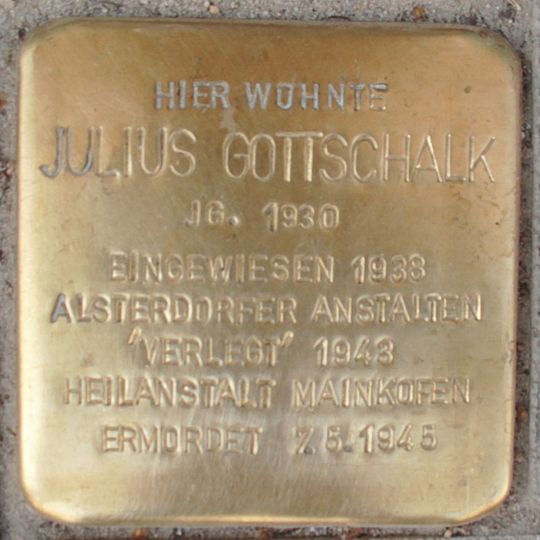 HIER WOHNTE
JULIUS GOTTSCHALK
JG. 1930
EINGEWIESEN 1938
ALSTERDORFER ANSTALTEN
"VERLEGT" 1943
HEILANSTALT MAINKOFEN
ERMORDET 7.5.1945